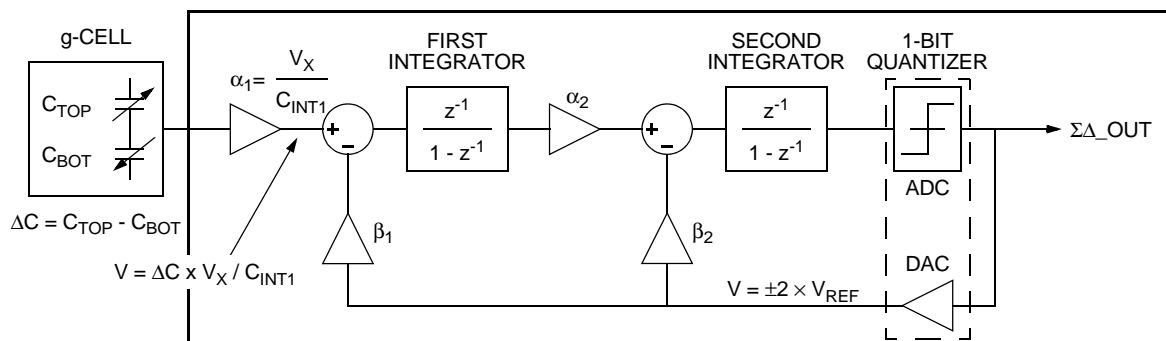 g-CELL
C_TOP
C_BOT
ΔC = C_TOP - C_BOT
α₁= V_X / C_INT1
V = ΔC x V_X / C_INT1
FIRST
INTEGRATOR
z⁻¹
1 - z⁻¹
α₂
SECOND
INTEGRATOR
z⁻¹
1 - z⁻¹
1-BIT
QUANTIZER
ADC
ΣΔ_OUT
+
-
+
-
β₁
β₂
DAC
V = ±2 × V_REF